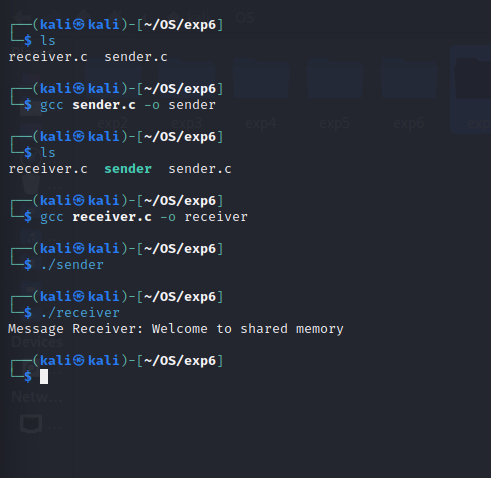 OS
┌──(kali㉿kali)-[~/OS/exp6]
└─$ ls
receiver.c  sender.c
┌──(kali㉿kali)-[~/OS/exp6]
└─$ gcc sender.c -o sender
exp2 exp3 exp4 exp5 exp6 exp
┌──(kali㉿kali)-[~/OS/exp6]
└─$ ls
receiver.c  sender  sender.c
┌──(kali㉿kali)-[~/OS/exp6]
└─$ gcc receiver.c -o receiver
┌──(kali㉿kali)-[~/OS/exp6]
└─$ ./sender
┌──(kali㉿kali)-[~/OS/exp6]
└─$ ./receiver
Message Receiver: Welcome to shared memory
Devices
┌──(kali㉿kali)-[~/OS/exp6]
└─$
Netw...